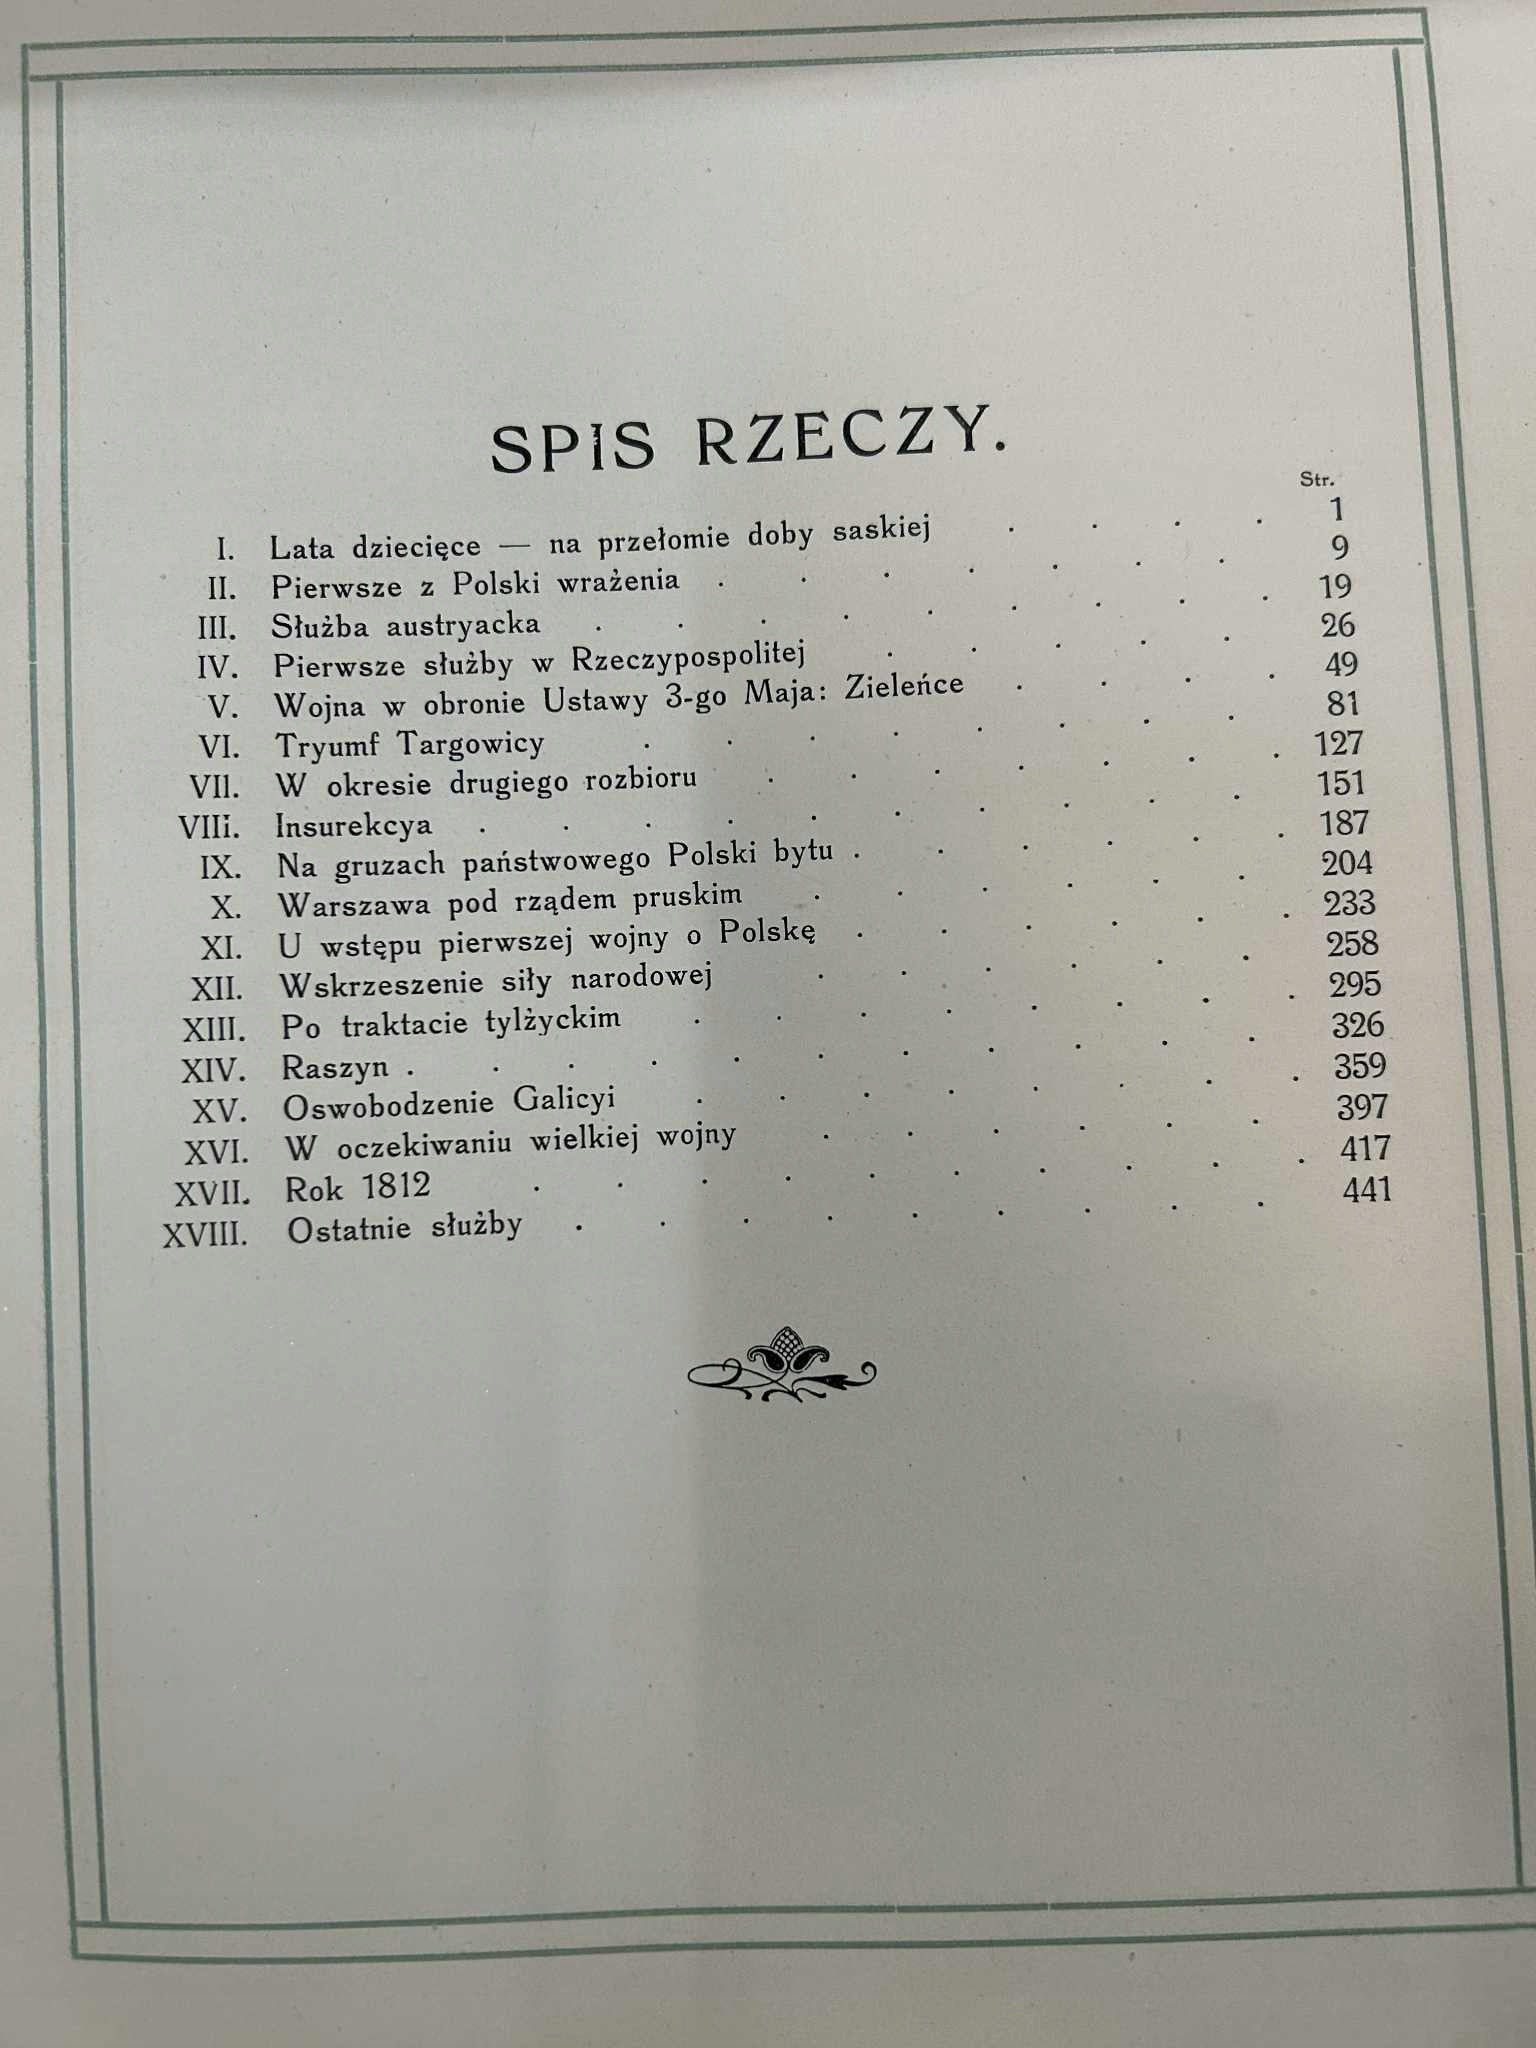 SPIS RZECZY.
Str.
I. Lata dziecięce — na przełomie doby saskiej . . . . 1
II. Pierwsze z Polski wrażenia . . . . . . . 9
III. Służba austryacka . . . . . . . . . 19
IV. Pierwsze służby w Rzeczypospolitej . . . . . 26
V. Wojna w obronie Ustawy 3-go Maja: Zieleńce . . . . 49
VI. Tryumf Targowicy . . . . . . . . 81
VII. W okresie drugiego rozbioru . . . . . . . 127
VIII. Insurekcya . . . . . . . . . . 151
IX. Na gruzach państwowego Polski bytu . . . . . . 187
X. Warszawa pod rządem pruskim . . . . . . 204
XI. U wstępu pierwszej wojny o Polskę . . . . . . 233
XII. Wskrzeszenie siły narodowej . . . . . . 258
XIII. Po traktacie tylżyckim . . . . . . . . 295
XIV. Raszyn . . . . . . . . . . . 326
XV. Oswobodzenie Galicyi . . . . . . . . 359
XVI. W oczekiwaniu wielkiej wojny . . . . . . 397
XVII. Rok 1812 . . . . . . . . . . 417
XVIII. Ostatnie służby . . . . . . . . . 441